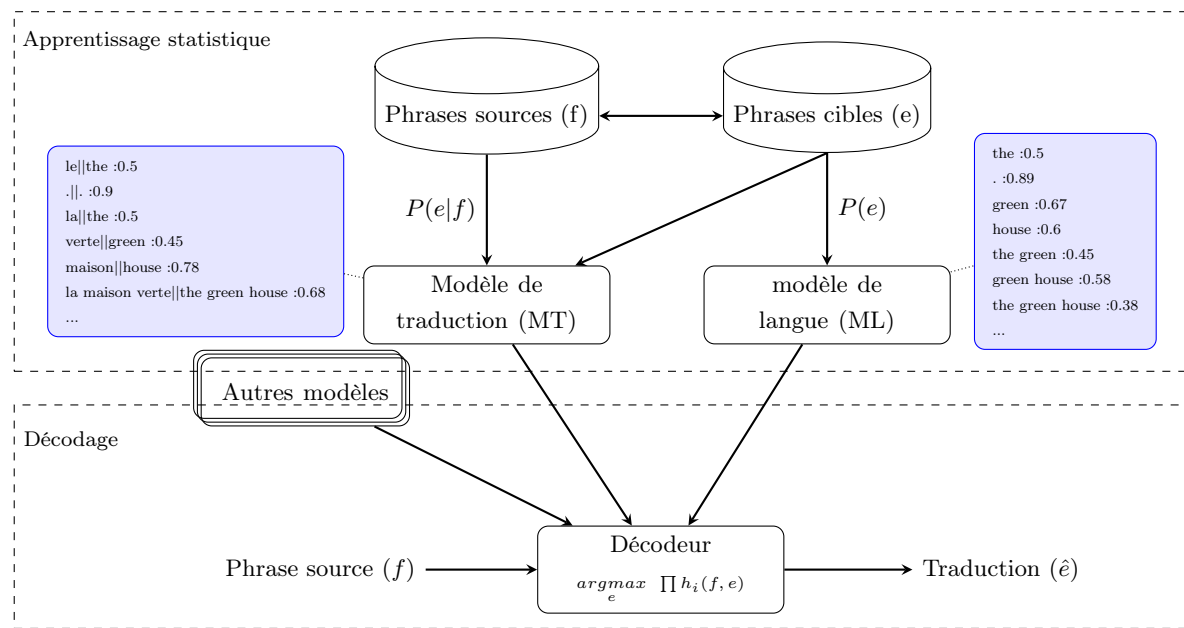 Apprentissage statistique
Phrases sources (f)
Phrases cibles (e)
le||the :0.5
.||. :0.9
la||the :0.5
verte||green :0.45
maison||house :0.78
la maison verte||the green house :0.68
...
P(e|f)
P(e)
the :0.5
. :0.89
green :0.67
house :0.6
the green :0.45
green house :0.58
the green house :0.38
...
Modèle de
traduction (MT)
modèle de
langue (ML)
Autres modèles
Décodage
Phrase source (f)
Décodeur
argmax ∏ h_i(f, e)
e
Traduction (ê)